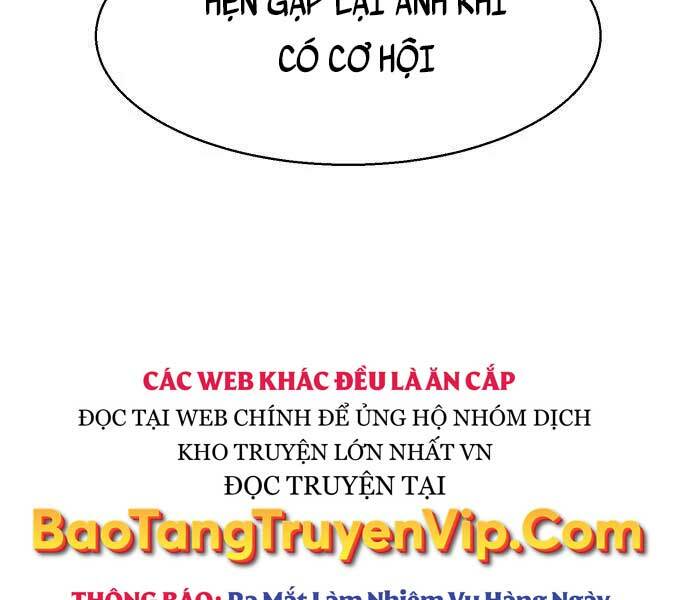 HẸN GẶP LẠI ANH KHI
CÓ CƠ HỘI
CÁC WEB KHÁC ĐỀU LÀ ĂN CẮP
ĐỌC TẠI WEB CHÍNH ĐỂ ỦNG HỘ NHÓM DỊCH
KHO TRUYỆN LỚN NHẤT VN
ĐỌC TRUYỆN TẠI
BaoTangTruyenVip.Com
THÔNG BÁO: Ra Mắt Làm Nhiệm Vụ Hàng Ngày